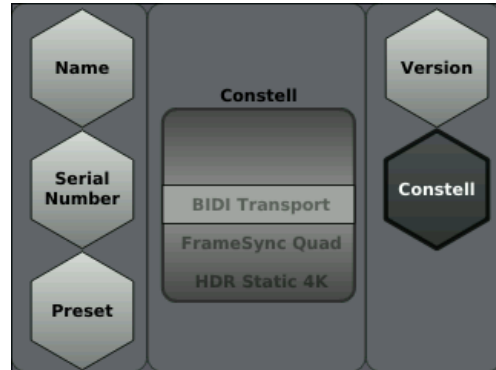 Name
Serial
Number
Preset
Constell
BIDI Transport
FrameSync Quad
HDR Static 4K
Version
Constell